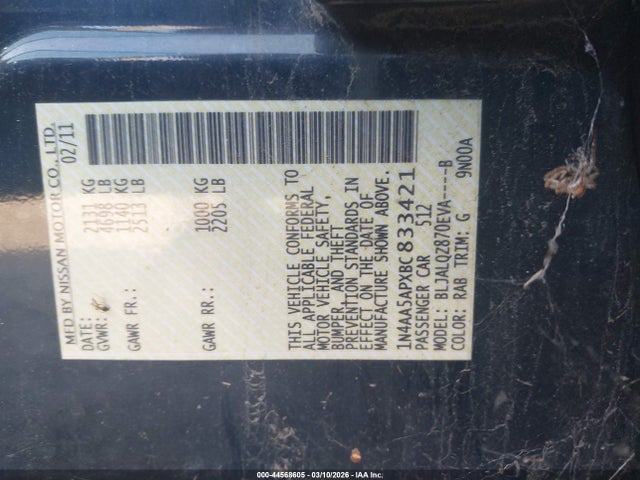 MFD BY NISSAN MOTOR CO., LTD.
DATE: 02/11
GVWR: 2131 KG
4698 LB
GAWR FR.: 1140 KG
2513 LB
GAWR RR.: 1000 KG
2205 LB
THIS VEHICLE CONFORMS TO
ALL APPLICABLE FEDERAL
MOTOR VEHICLE SAFETY,
BUMPER AND THEFT
PREVENTION STANDARDS IN
EFFECT ON THE DATE OF
MANUFACTURE SHOWN ABOVE.
1N4AA5APXBC833421
PASSENGER CAR 512
MODEL: BLJALQZ870EVA----B
COLOR: RAB TRIM: G 9N00A
000-44568605 - 03/10/2026 - IAA Inc.